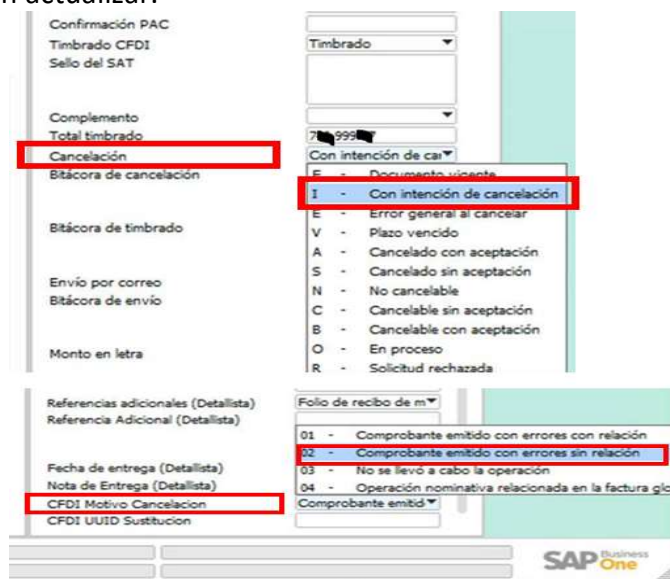 n actualizar.
Confirmación PAC
Timbrado CFDI Timbrado
Sello del SAT
Complemento
Total timbrado
Cancelación Con intención de car
Bitácora de cancelación Documento vigente
I - Con intención de cancelación
E - Error general al cancelar
Bitácora de timbrado V - Plazo vencido
A - Cancelado con aceptación
S - Cancelado sin aceptación
Envío por correo N - No cancelable
Bitácora de envío C - Cancelable sin aceptación
B - Cancelable con aceptación
Monto en letra O - En proceso
R - Solicitud rechazada
Referencias adicionales (Detallista) Folio de recibo de m
Referencia Adicional (Detallista)
01 - Comprobante emitido con errores con relación
02 - Comprobante emitido con errores sin relación
Fecha de entrega (Detallista) 03 - No se llevó a cabo la operación
Nota de Entrega (Detallista) 04 - Operación nominativa relacionada en la factura glo
CFDI Motivo Cancelacion Comprobante emitid
CFDI UUID Sustitucion
SAP Business One